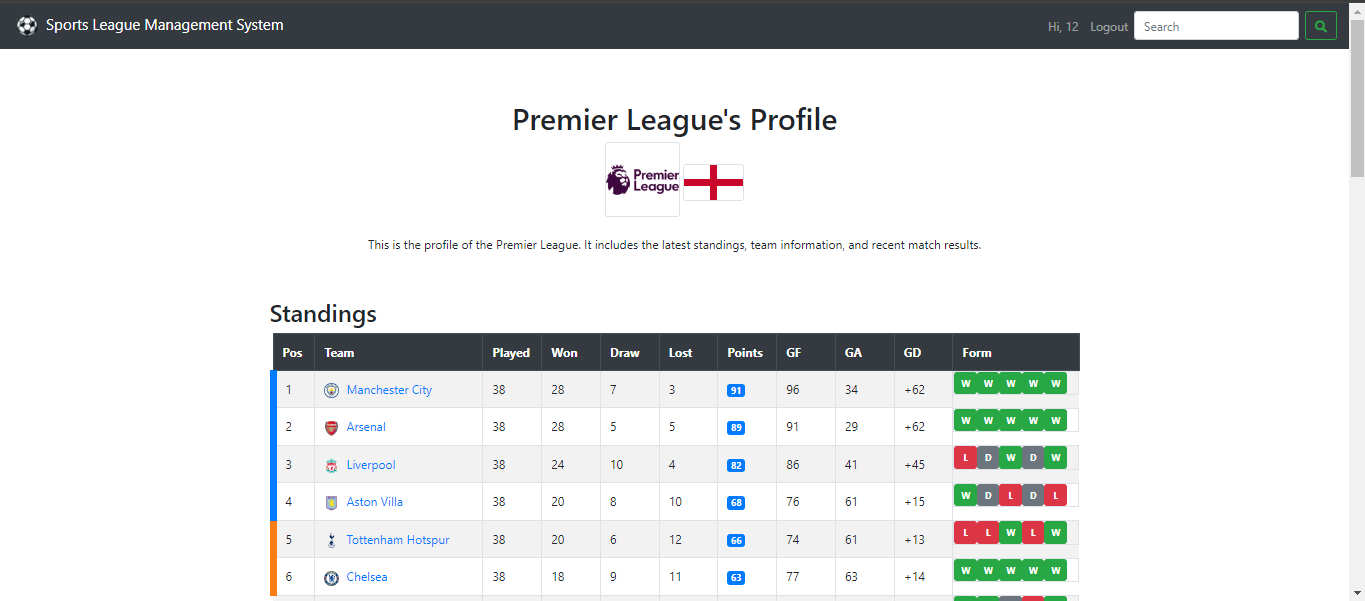 Sports League Management System
Hi, 12 Logout Search
Premier League's Profile
Premier
League
This is the profile of the Premier League. It includes the latest standings, team information, and recent match results.
Standings
Pos Team Played Won Draw Lost Points GF GA GD Form
1 Manchester City 38 28 7 3 91 96 34 +62 W W W W W
2 Arsenal 38 28 5 5 89 91 29 +62 W W W W W
3 Liverpool 38 24 10 4 82 86 41 +45 L D W D W
4 Aston Villa 38 20 8 10 68 76 61 +15 W D L D L
5 Tottenham Hotspur 38 20 6 12 66 74 61 +13 L L W L W
6 Chelsea 38 18 9 11 63 77 63 +14 W W W W W